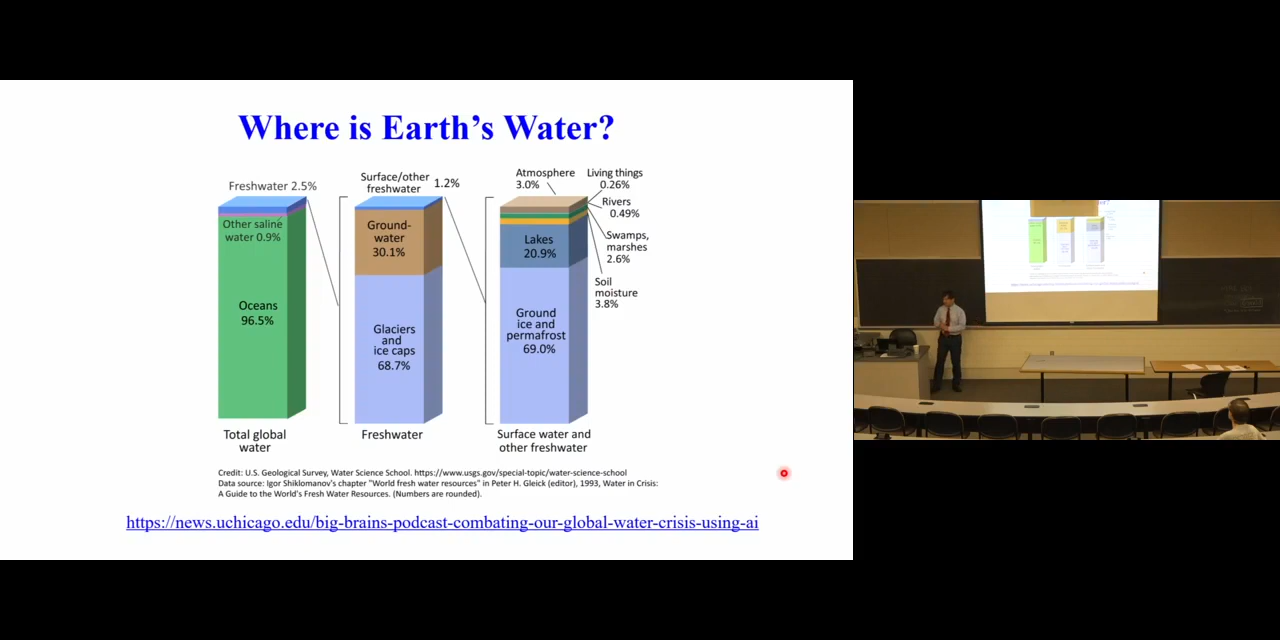 Where is Earth's Water?
Freshwater 2.5%
Other saline
water 0.9%
Oceans
96.5%
Total global
water
Surface/other
freshwater
1.2%
Ground-
water
30.1%
Glaciers
and
ice caps
68.7%
Freshwater
Atmosphere
3.0%
Living things
0.26%
Rivers
0.49%
Swamps,
marshes
2.6%
Soil
moisture
3.8%
Lakes
20.9%
Ground
ice and
permafrost
69.0%
Surface water and
other freshwater
Credit: U.S. Geological Survey, Water Science School. https://www.usgs.gov/special-topic/water-science-school
Data source: Igor Shiklomanov's chapter "World fresh water resources" in Peter H. Gleick (editor), 1993, Water in Crisis:
A Guide to the World's Fresh Water Resources. (Numbers are rounded).
https://news.uchicago.edu/big-brains-podcast-combating-our-global-water-crisis-using-ai